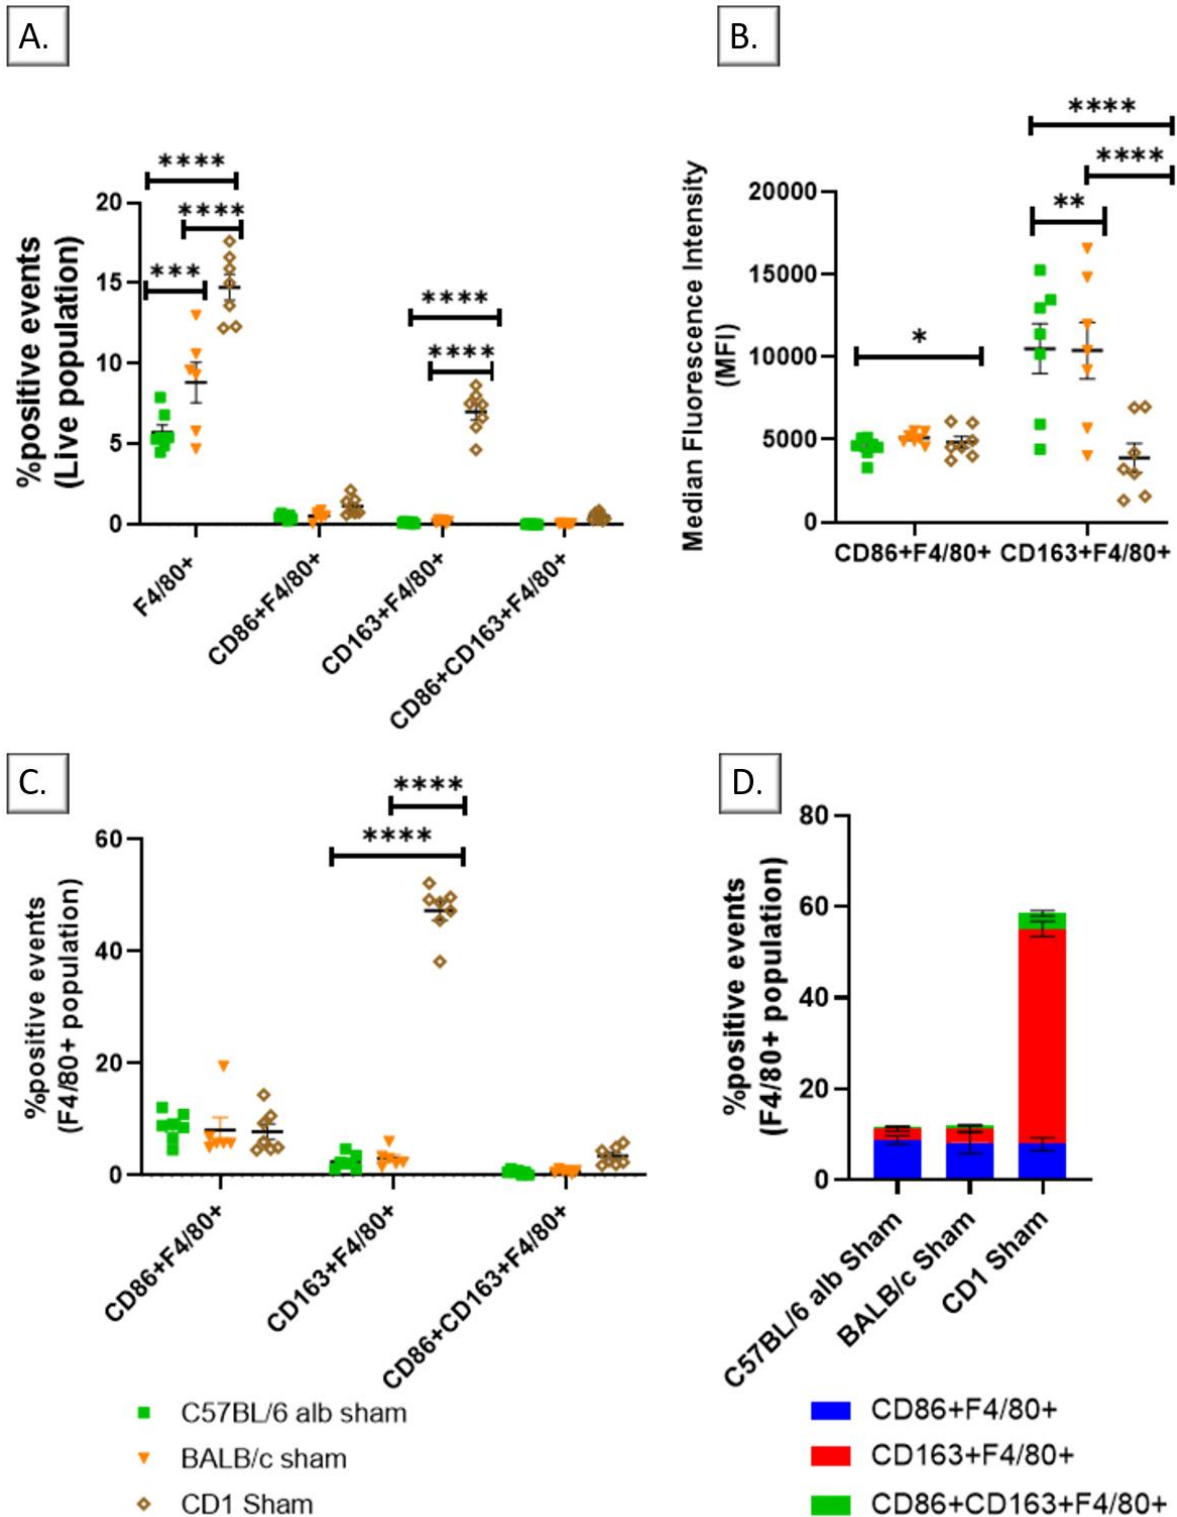 A.
%positive events
(Live population)
20
15
10
5
0
****
****
***
****
****
F4/80+
CD86+F4/80+
CD163+F4/80+
CD86+CD163+F4/80+
B.
Median Fluorescence Intensity
(MFI)
20000
15000
10000
5000
0
****
****
**
*
CD86+F4/80+
CD163+F4/80+
C.
%positive events
(F4/80+ population)
60
40
20
0
****
****
CD86+F4/80+
CD163+F4/80+
CD86+CD163+F4/80+
C57BL/6 alb sham
BALB/c sham
CD1 Sham
D.
%positive events
(F4/80+ population)
80
60
40
20
0
C57BL/6 alb Sham
BALB/c Sham
CD1 Sham
CD86+F4/80+
CD163+F4/80+
CD86+CD163+F4/80+